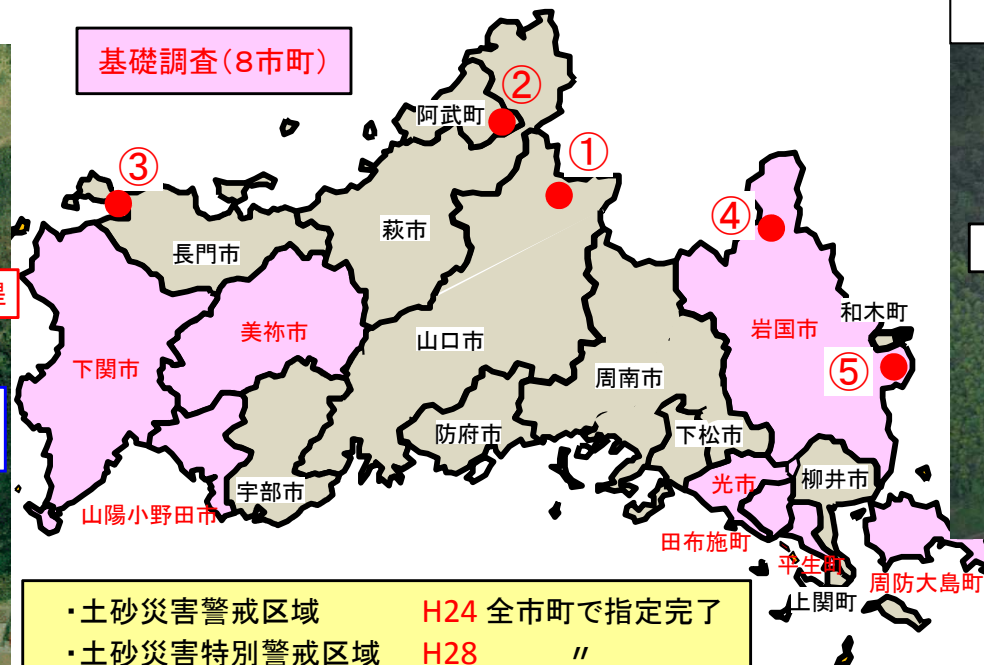 基礎調査(8市町)
②
阿武町
①
③
④
萩市
長門市
和木町
岩国市
美祢市
山口市
下関市
⑤
周南市
防府市
下松市
柳井市
光市
宇部市
山陽小野田市
田布施町
平生町
周防大島町
上関町
・土砂災害警戒区域 H24 全市町で指定完了
・土砂災害特別警戒区域 H28 〃